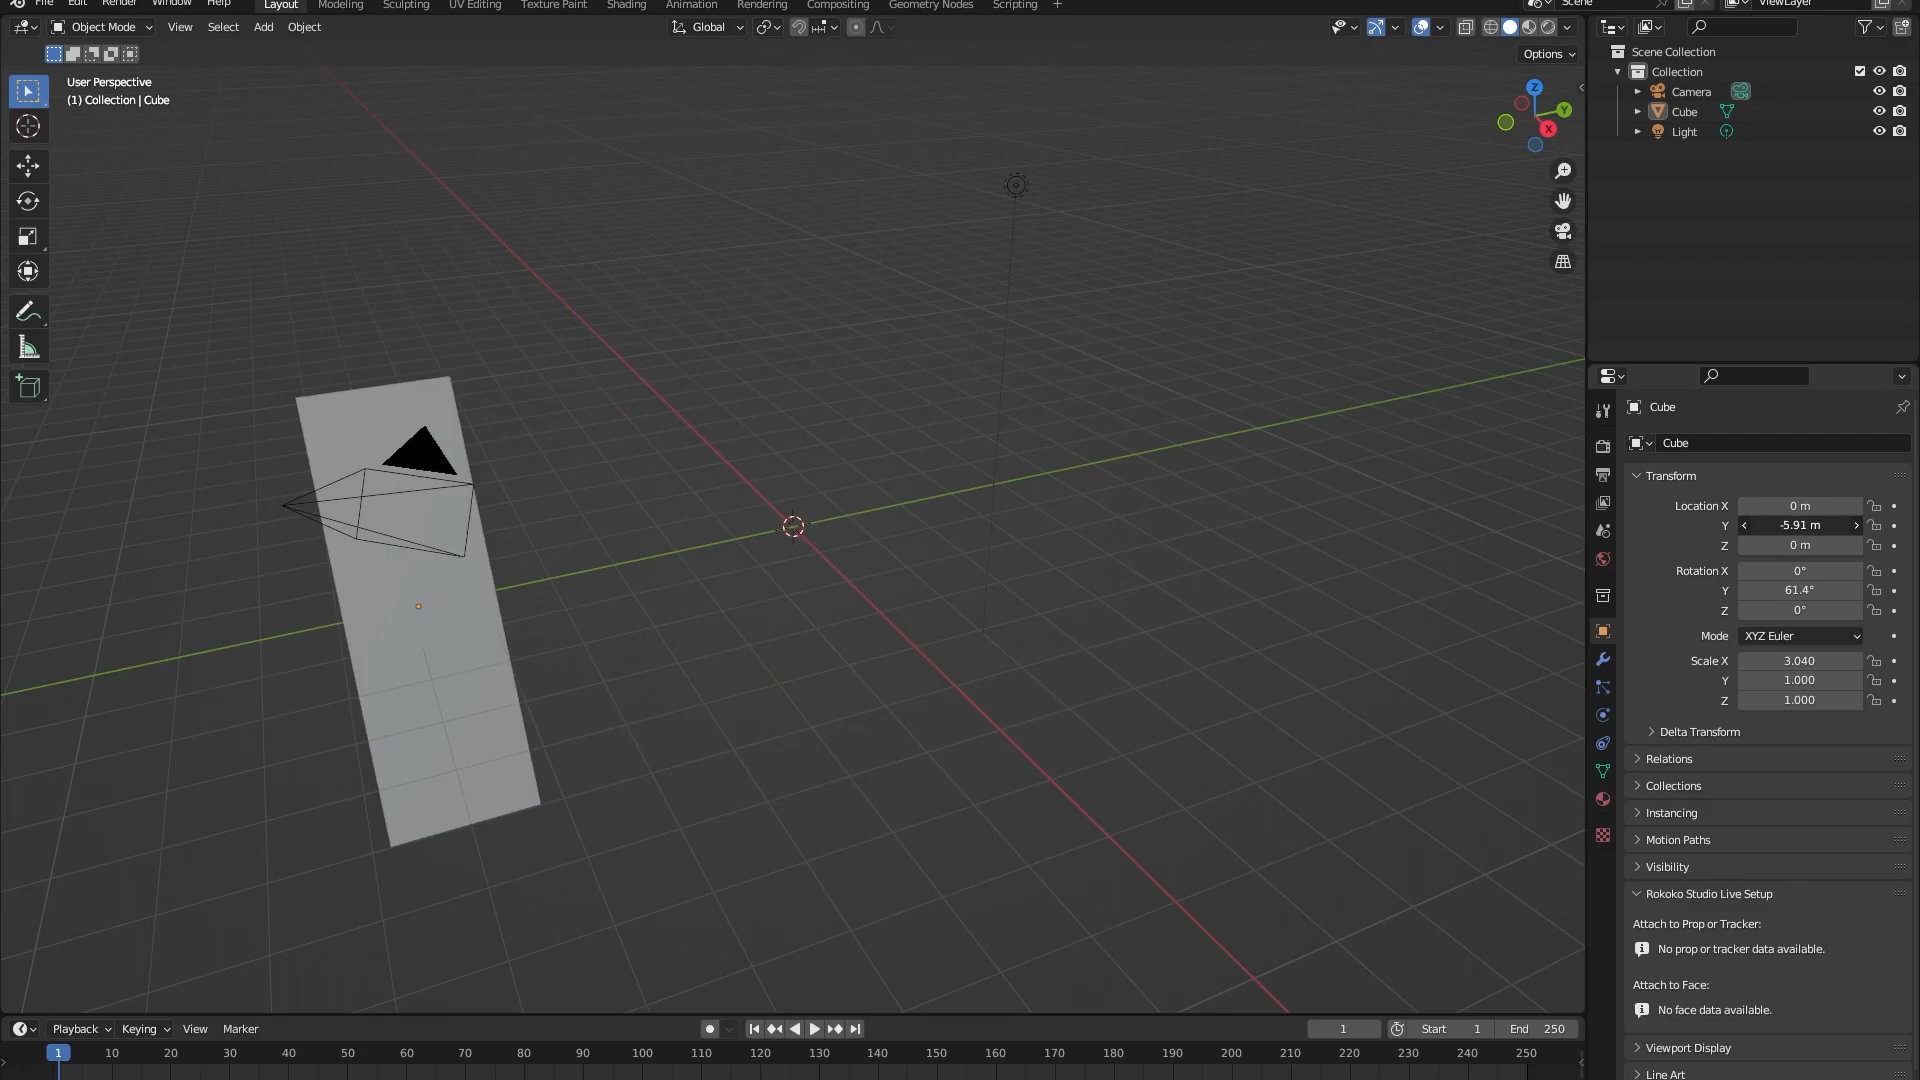 File Edit Render Window Help Layout Modeling Sculpting UV Editing Texture Paint Shading Animation Rendering Compositing Geometry Nodes Scripting + Scene ViewLayer
Object Mode View Select Add Object Global
Options
User Perspective
(1) Collection | Cube
Z
Y
X
Scene Collection
Collection
Camera
Cube
Light
Cube
Cube
Transform
Location X 0 m
Y -5.91 m
Z 0 m
Rotation X 0°
Y 61.4°
Z 0°
Mode XYZ Euler
Scale X 3.040
Y 1.000
Z 1.000
Delta Transform
Relations
Collections
Instancing
Motion Paths
Visibility
Rokoko Studio Live Setup
Attach to Prop or Tracker:
No prop or tracker data available.
Attach to Face:
No face data available.
Viewport Display
Line Art
Playback Keying View Marker 1 Start 1 End 250
1 10 20 30 40 50 60 70 80 90 100 110 120 130 140 150 160 170 180 190 200 210 220 230 240 250